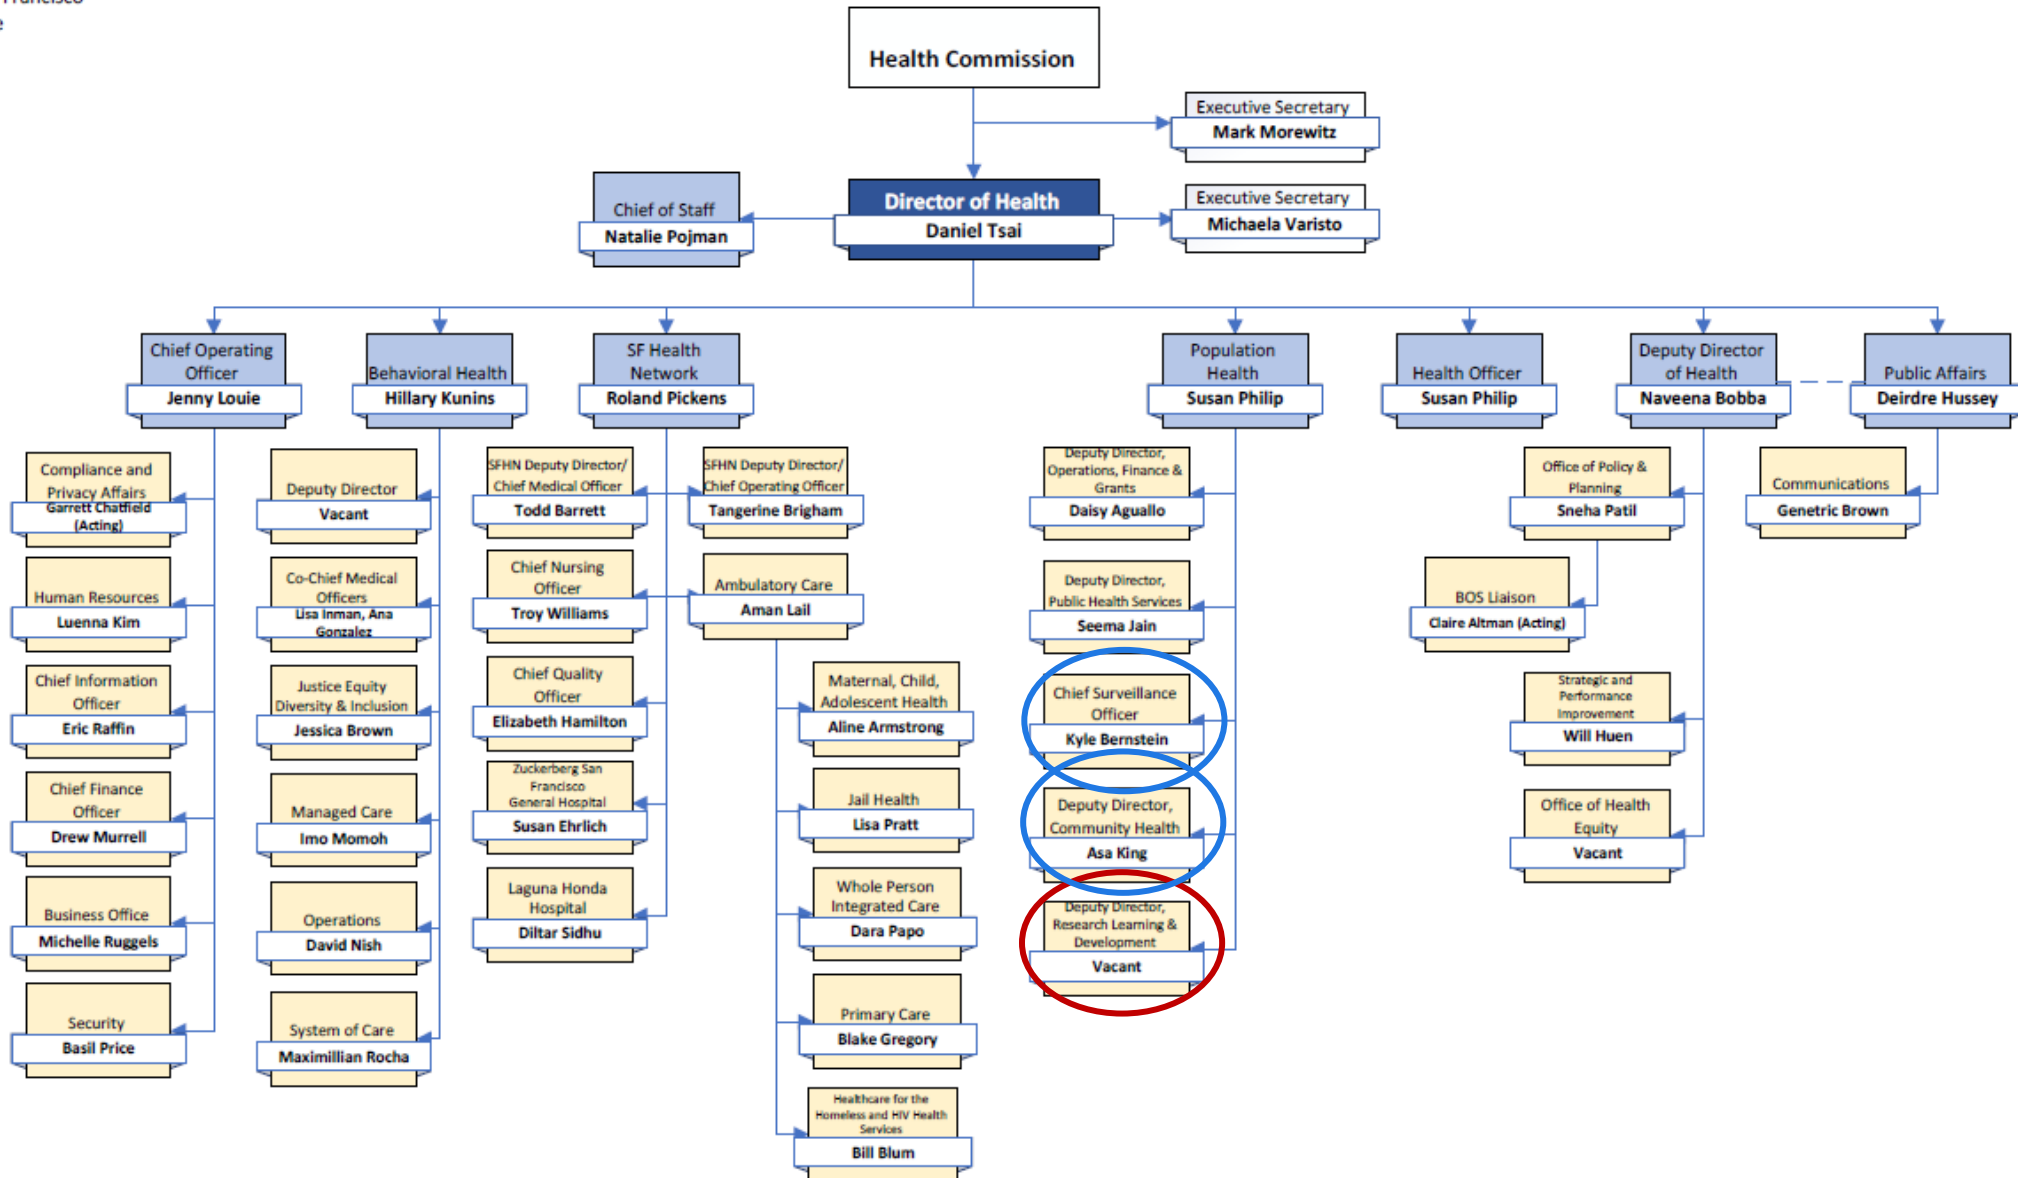 Health Commission
Executive Secretary
Mark Morewitz
Chief of Staff
Natalie Pojman
Director of Health
Daniel Tsai
Executive Secretary
Michaela Varisto
Chief Operating
Officer
Jenny Louie
Behavioral Health
Hillary Kunins
SF Health
Network
Roland Pickens
Population
Health
Susan Philip
Health Officer
Susan Philip
Deputy Director
of Health
Naveena Bobba
Public Affairs
Deirdre Hussey
Compliance and
Privacy Affairs
Garrett Chatfield
(Acting)
Human Resources
Luenna Kim
Chief Information
Officer
Eric Raffin
Chief Finance
Officer
Drew Murrell
Business Office
Michelle Ruggels
Security
Basil Price
Deputy Director
Vacant
Co-Chief Medical
Officers
Lisa Inman, Ana
Gonzalez
Justice Equity
Diversity & Inclusion
Jessica Brown
Managed Care
Imo Momoh
Operations
David Nish
System of Care
Maximillian Rocha
SFHN Deputy Director/
Chief Medical Officer
Todd Barrett
Chief Nursing
Officer
Troy Williams
Chief Quality
Officer
Elizabeth Hamilton
Zuckerberg San
Francisco
General Hospital
Susan Ehrlich
Laguna Honda
Hospital
Diltar Sidhu
SFHN Deputy Director/
Chief Operating Officer
Tangerine Brigham
Ambulatory Care
Aman Lail
Maternal, Child,
Adolescent Health
Aline Armstrong
Jail Health
Lisa Pratt
Whole Person
Integrated Care
Dara Papo
Primary Care
Blake Gregory
Healthcare for the
Homeless and HIV Health
Services
Bill Blum
Deputy Director,
Operations, Finance &
Grants
Daisy Aguallo
Deputy Director,
Public Health Services
Seema Jain
Chief Surveillance
Officer
Kyle Bernstein
Deputy Director,
Community Health
Asa King
Deputy Director,
Research Learning &
Development
Vacant
Office of Policy &
Planning
Sneha Patil
BOS Liaison
Claire Altman (Acting)
Strategic and
Performance
Improvement
Will Huen
Office of Health
Equity
Vacant
Communications
Genetric Brown